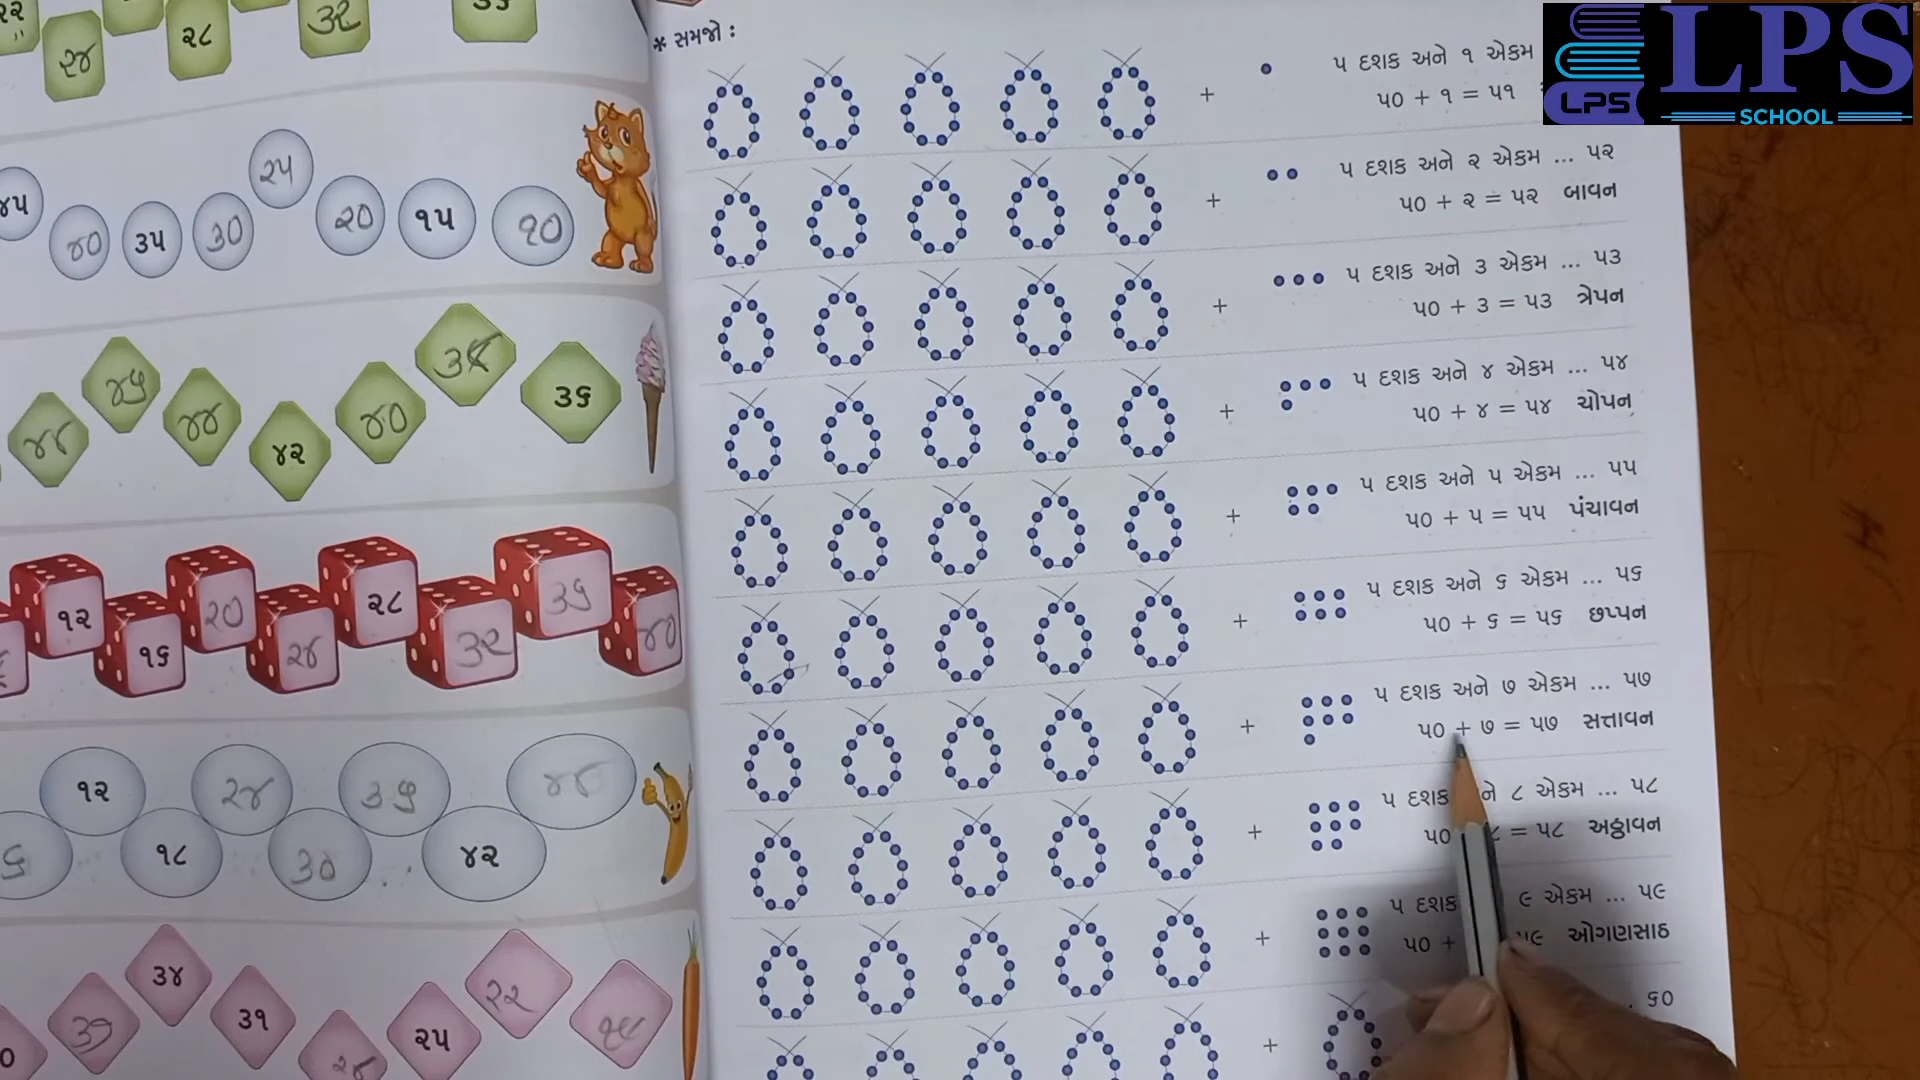 ૨૨
૨૪ ૨૮ ૩૨
૪૫ ૪૦ ૩૫ ૩૦ ૨૫ ૨૦ ૧૫ ૧૦
૪૨ ૪૦ ૩૬
૧૨ ૧૬ ૨૦ ૨૪ ૨૮ ૩૨ ૩૬ ૪૦
૧૨ ૧૮ ૨૪ ૩૦ ૩૬ ૪૨ ૪૮
૩૪ ૩૧ ૨૫ ૨૨
* સમજો :
+ ૫ દશક અને ૧ એકમ
૫૦ + ૧ = ૫૧
+ ૫ દશક અને ૨ એકમ ... ૫૨
૫૦ + ૨ = ૫૨ બાવન
+ ૫ દશક અને ૩ એકમ ... ૫૩
૫૦ + ૩ = ૫૩ ત્રેપન
+ ૫ દશક અને ૪ એકમ ... ૫૪
૫૦ + ૪ = ૫૪ ચોપન
+ ૫ દશક અને ૫ એકમ ... ૫૫
૫૦ + ૫ = ૫૫ પંચાવન
+ ૫ દશક અને ૬ એકમ ... ૫૬
૫૦ + ૬ = ૫૬ છપ્પન
+ ૫ દશક અને ૭ એકમ ... ૫૭
૫૦ + ૭ = ૫૭ સત્તાવન
+ ૫ દશક ૮ એકમ ... ૫૮
૫૦ = ૫૮ અઠ્ઠાવન
+ ૫ દશક ૯ એકમ ... ૫૯
૫૦ + ૫૯ ઓગણસાઠ
+ ૬૦
LPS
LPS
SCHOOL